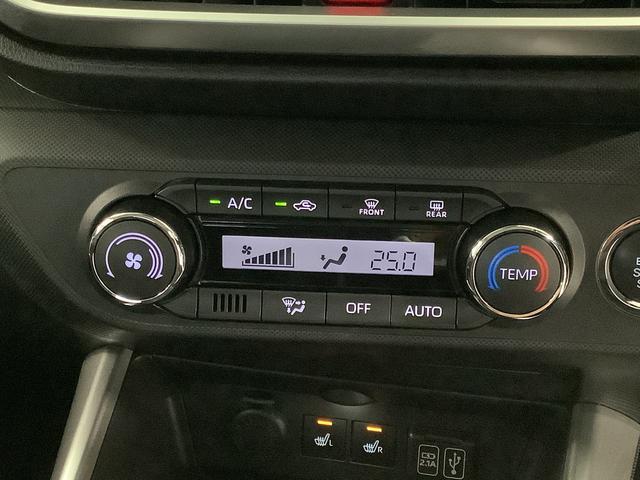 A/C
FRONT
REAR
25.0
TEMP
OFF
AUTO
L
R
2.1A